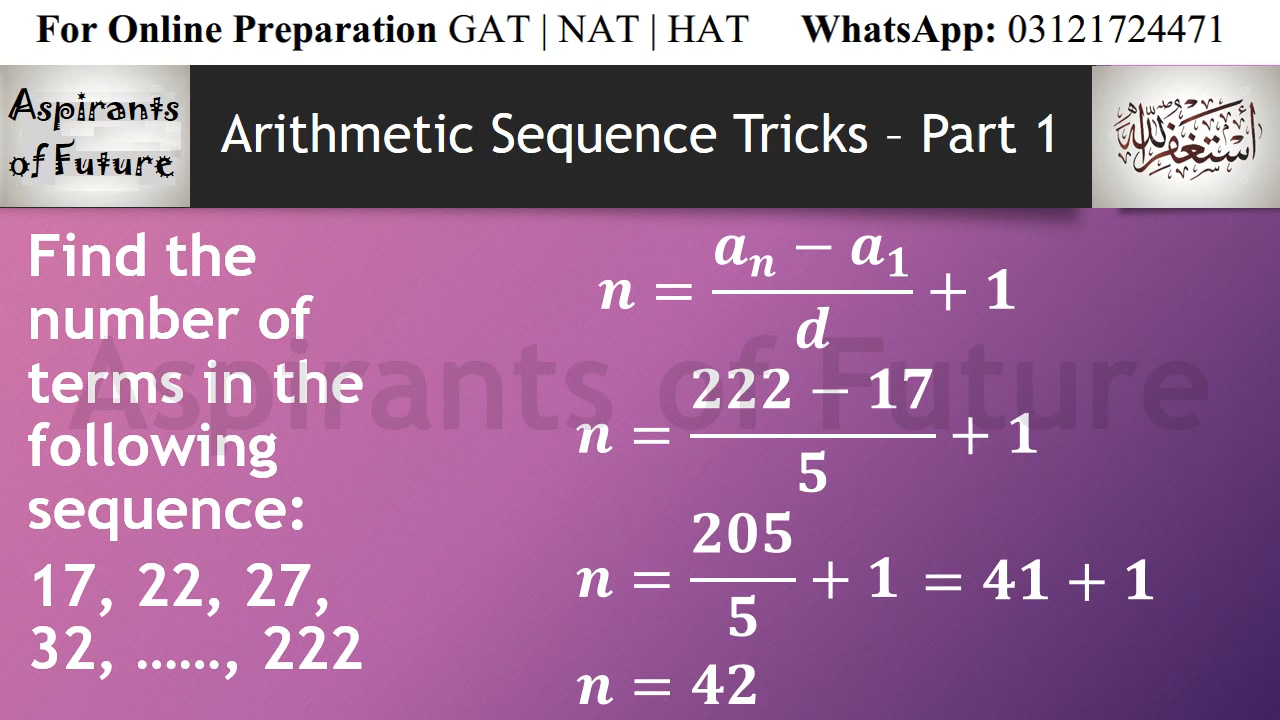 For Online Preparation GAT | NAT | HAT WhatsApp: 03121724471
Aspirants
of Future
Arithmetic Sequence Tricks – Part 1
أستغفر الله
Find the
number of
terms in the
following
sequence:
17, 22, 27,
32, ……, 222
n = (aₙ − a₁)/d + 1
n = (222 − 17)/5 + 1
n = 205/5 + 1 = 41 + 1
n = 42
Aspirants of Future